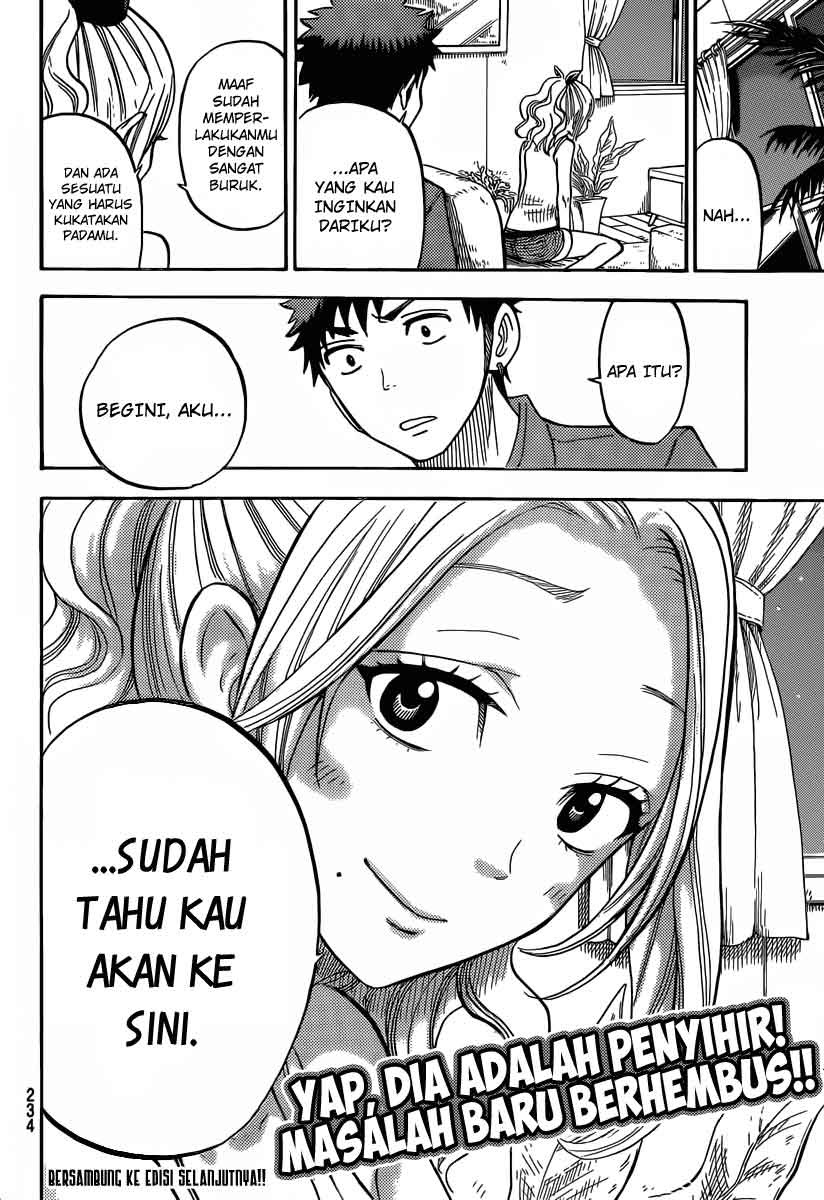 NAH...
...APA
YANG KAU
INGINKAN
DARIKU?
MAAF
SUDAH
MEMPER-
LAKUKANMU
DENGAN
SANGAT
BURUK.
DAN ADA
SESUATU
YANG HARUS
KUKATAKAN
PADAMU.
APA ITU?
BEGINI, AKU...
...SUDAH
TAHU KAU
AKAN KE
SINI.
YAP, DIA ADALAH PENYIHIR!
MASALAH BARU BERHEMBUS!!
234
BERSAMBUNG KE EDISI SELANJUTNYA!!